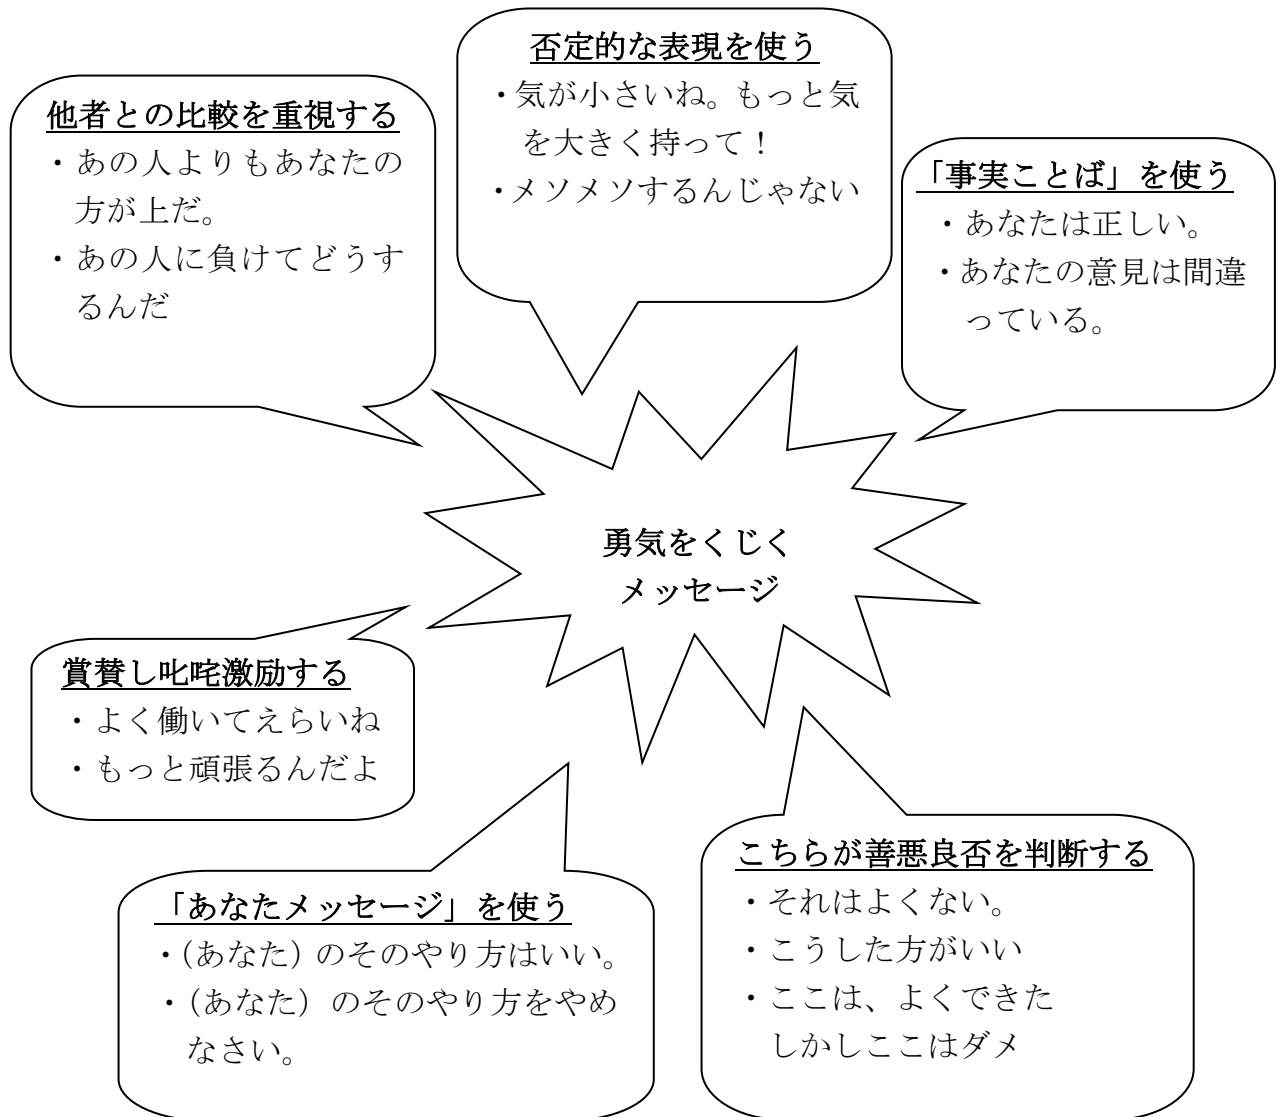 否定的な表現を使う
・気が小さいね。もっと気
を大きく持って！
・メソメソするんじゃない
他者との比較を重視する
・あの人よりもあなたの
方が上だ。
・あの人に負けてどうす
るんだ
「事実ことば」を使う
・あなたは正しい。
・あなたの意見は間違
っている。
勇気をくじく
メッセージ
賞賛し叱咤激励する
・よく働いてえらいね
・もっと頑張るんだよ
「あなたメッセージ」を使う
・（あなた）のそのやり方はいい。
・（あなた）のそのやり方をやめ
なさい。
こちらが善悪良否を判断する
・それはよくない。
・こうした方がいい
・ここは、よくできた
しかしここはダメ